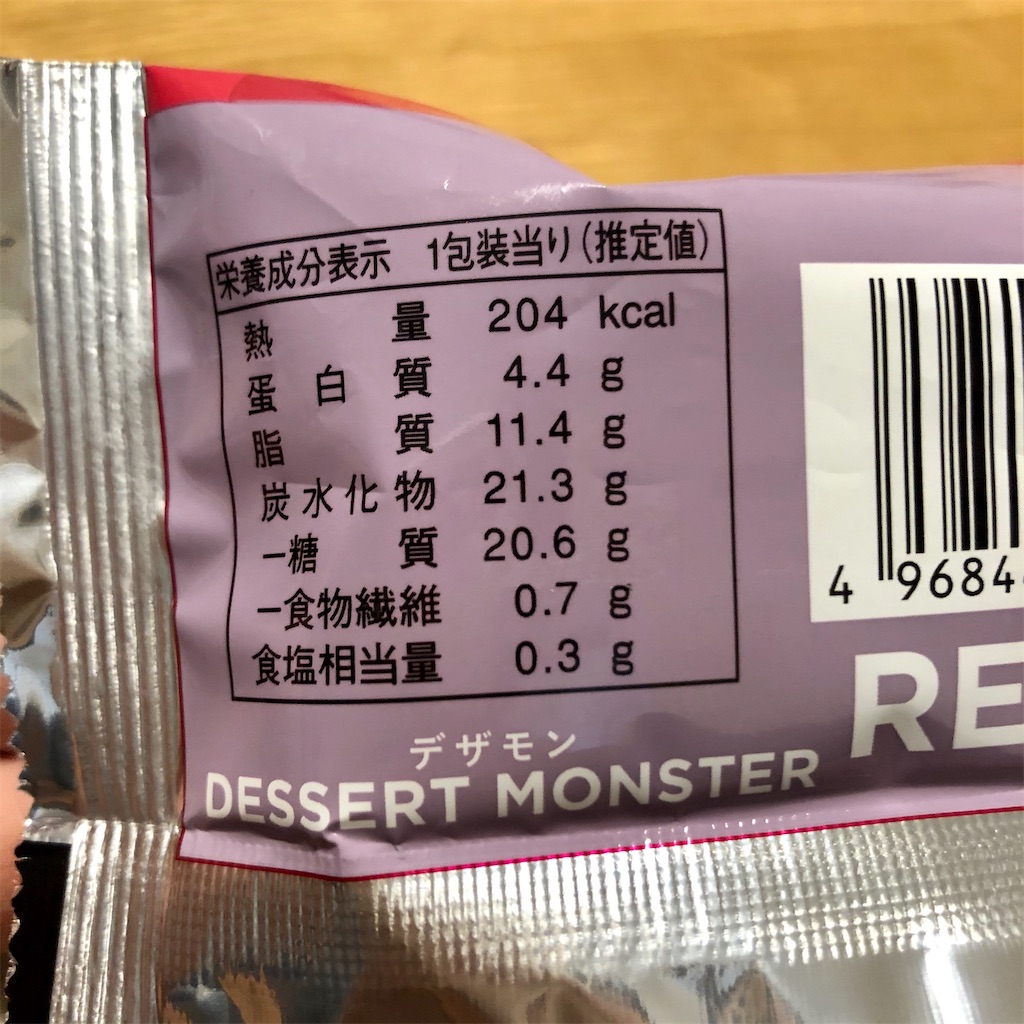 栄養成分表示 1包装当り(推定値)
熱量 204 kcal
蛋白質 4.4 g
脂質 11.4 g
炭水化物 21.3 g
−糖質 20.6 g
−食物繊維 0.7 g
食塩相当量 0.3 g
4 9684
デザモン
DESSERT MONSTER
RE